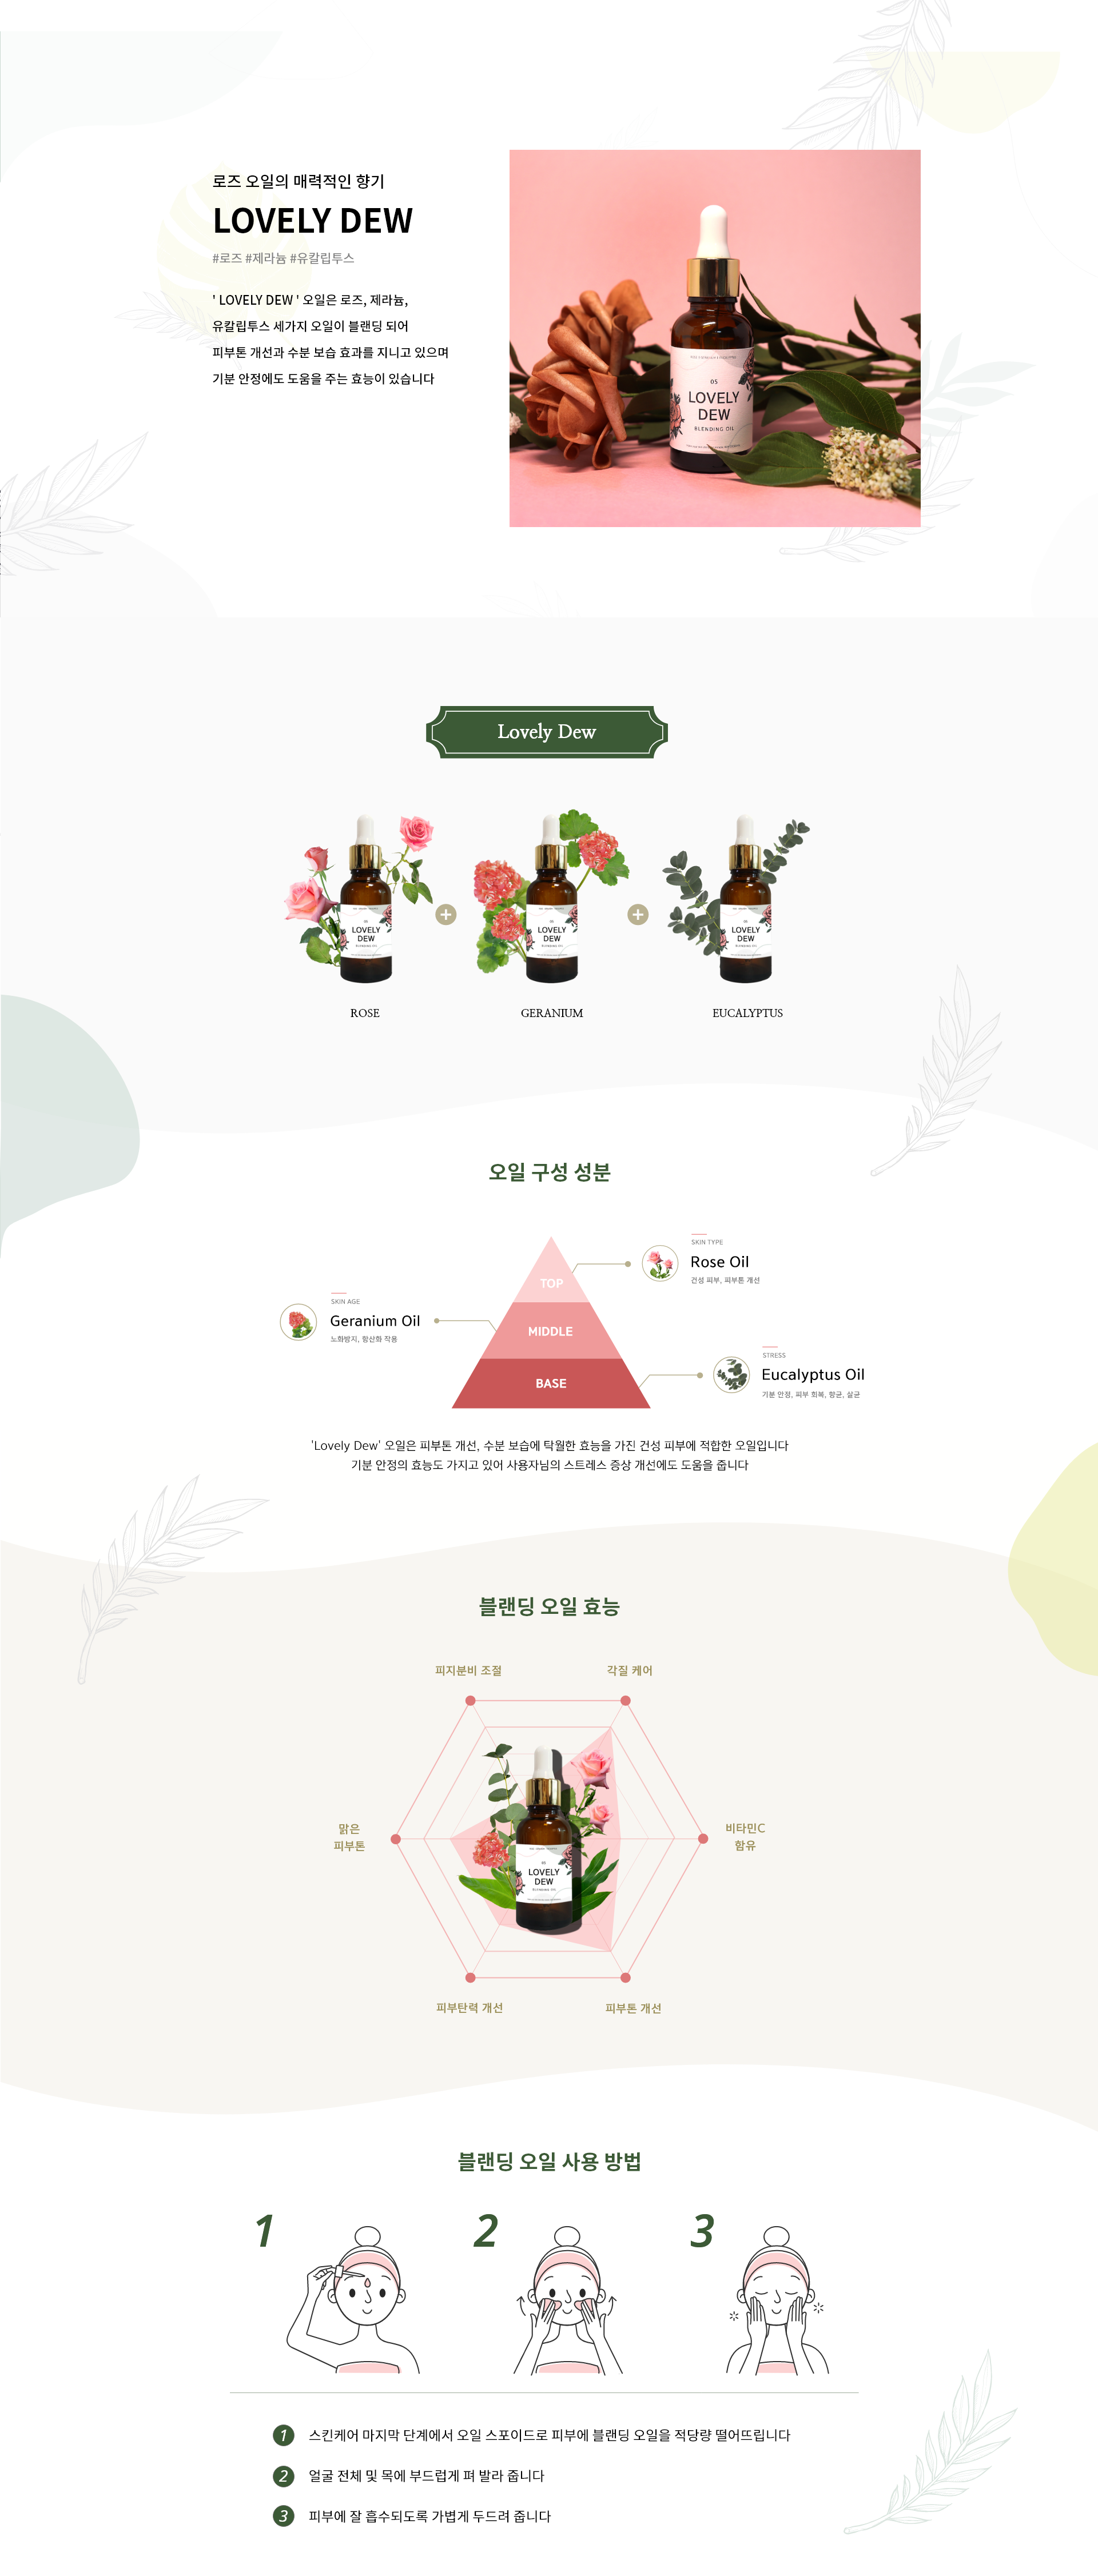 로즈 오일의 매력적인 향기
LOVELY DEW
#로즈 #제라늄 #유칼립투스
' LOVELY DEW ' 오일은 로즈, 제라늄,
유칼립투스 세가지 오일이 블랜딩 되어
피부톤 개선과 수분 보습 효과를 지니고 있으며
기분 안정에도 도움을 주는 효능이 있습니다
05
LOVELY
DEW
BLENDING OIL
Lovely Dew
05
LOVELY
DEW
BLENDING OIL
05
LOVELY
DEW
BLENDING OIL
05
LOVELY
DEW
BLENDING OIL
ROSE
GERANIUM
EUCALYPTUS
오일 구성 성분
SKIN TYPE
Rose Oil
건성 피부, 피부톤 개선
TOP
SKIN AGE
Geranium Oil
노화방지, 항산화 작용
MIDDLE
STRESS
Eucalyptus Oil
기분 안정, 피부 회복, 향균, 살균
BASE
'Lovely Dew' 오일은 피부톤 개선, 수분 보습에 탁월한 효능을 가진 건성 피부에 적합한 오일입니다
기분 안정의 효능도 가지고 있어 사용자님의 스트레스 증상 개선에도 도움을 줍니다
블랜딩 오일 효능
피지분비 조절
각질 케어
맑은
피부톤
비타민C
함유
05
LOVELY
DEW
BLENDING OIL
피부탄력 개선
피부톤 개선
블랜딩 오일 사용 방법
1
2
3
1 스킨케어 마지막 단계에서 오일 스포이드로 피부에 블랜딩 오일을 적당량 떨어뜨립니다
2 얼굴 전체 및 목에 부드럽게 펴 발라 줍니다
3 피부에 잘 흡수되도록 가볍게 두드려 줍니다